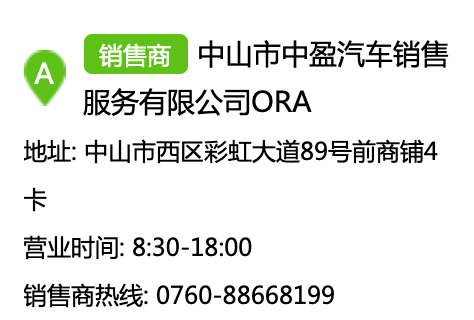 A 销售商 中山市中盈汽车销售
服务有限公司ORA
地址: 中山市西区彩虹大道89号前商铺4
卡
营业时间: 8:30-18:00
销售商热线: 0760-88668199